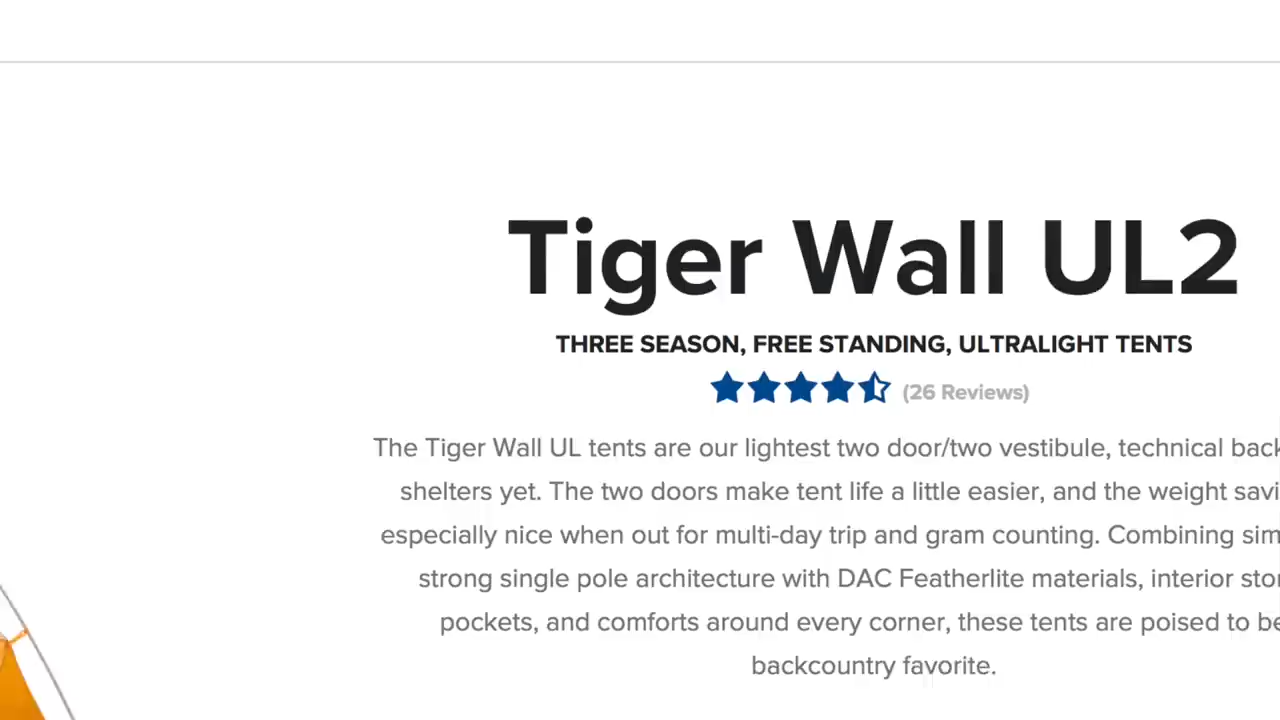 Tiger Wall UL2
THREE SEASON, FREE STANDING, ULTRALIGHT TENTS
(26 Reviews)
The Tiger Wall UL tents are our lightest two door/two vestibule, technical
shelters yet. The two doors make tent life a little easier, and the weight
especially nice when out for multi-day trip and gram counting. Combining
strong single pole architecture with DAC Featherlite materials, interior
pockets, and comforts around every corner, these tents are poised to
backcountry favorite.